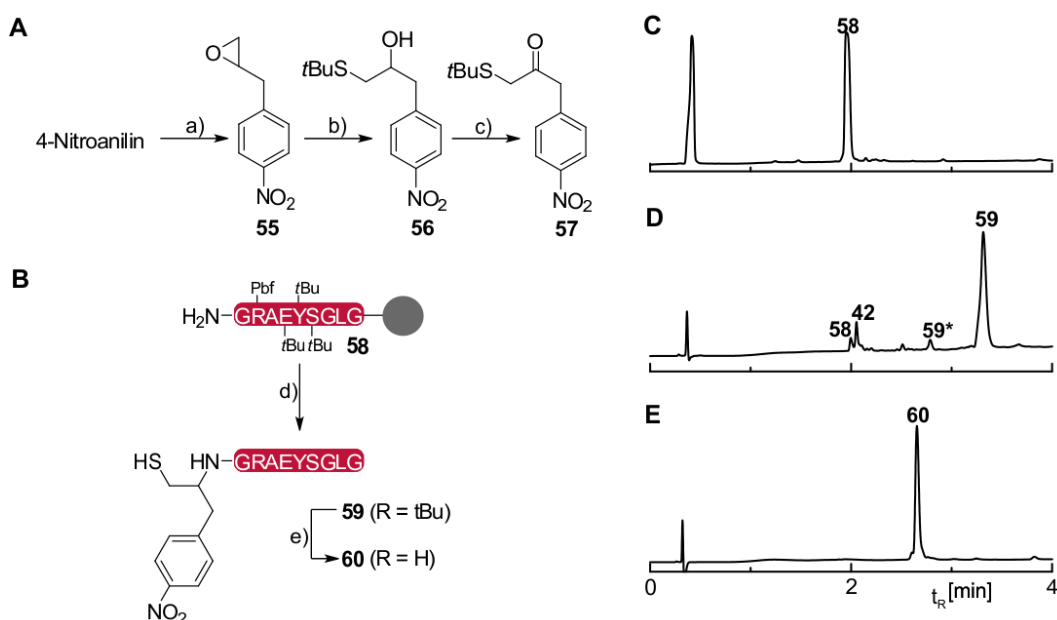 A
OH
O
tBuS
O
tBuS
4-Nitroanilin
a)
b)
c)
NO2
NO2
NO2
55
56
57
B
Pbf
tBu
H2N
GRAEYSGLG
tBu
tBu
58
d)
HS
HN
GRAEYSGLG
59 (R = tBu)
e)
60 (R = H)
NO2
C
58
D
59
58
42
59*
E
60
0
2
4
tR [min]